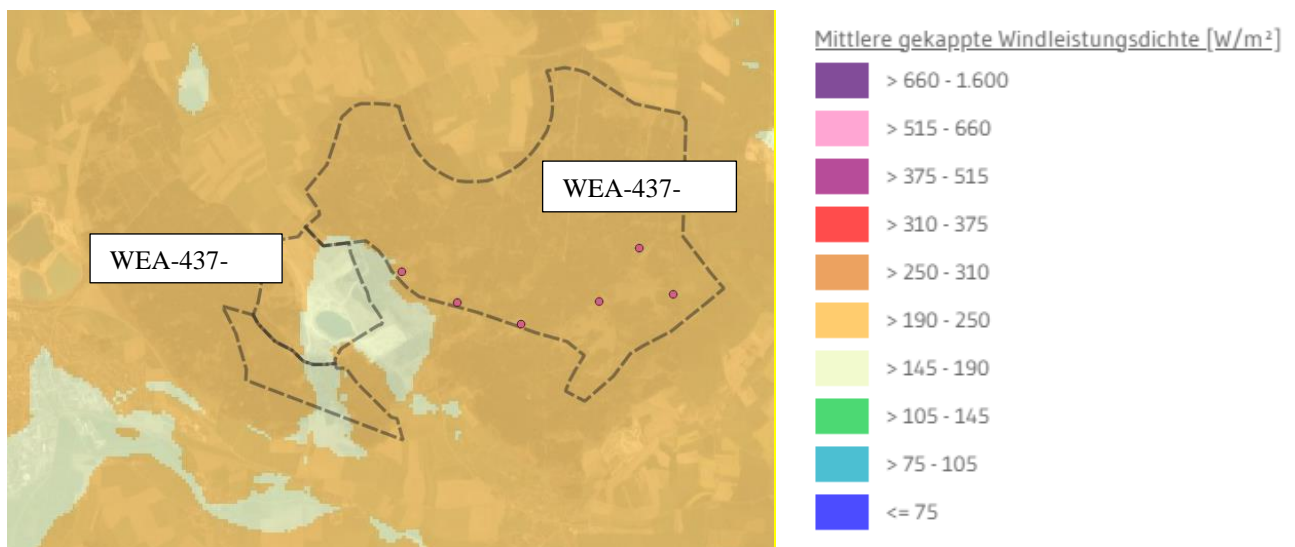 WEA-437-
WEA-437-
Mittlere gekappte Windleistungsdichte [W/m²]
> 660 - 1.600
> 515 - 660
> 375 - 515
> 310 - 375
> 250 - 310
> 190 - 250
> 145 - 190
> 105 - 145
> 75 - 105
<= 75